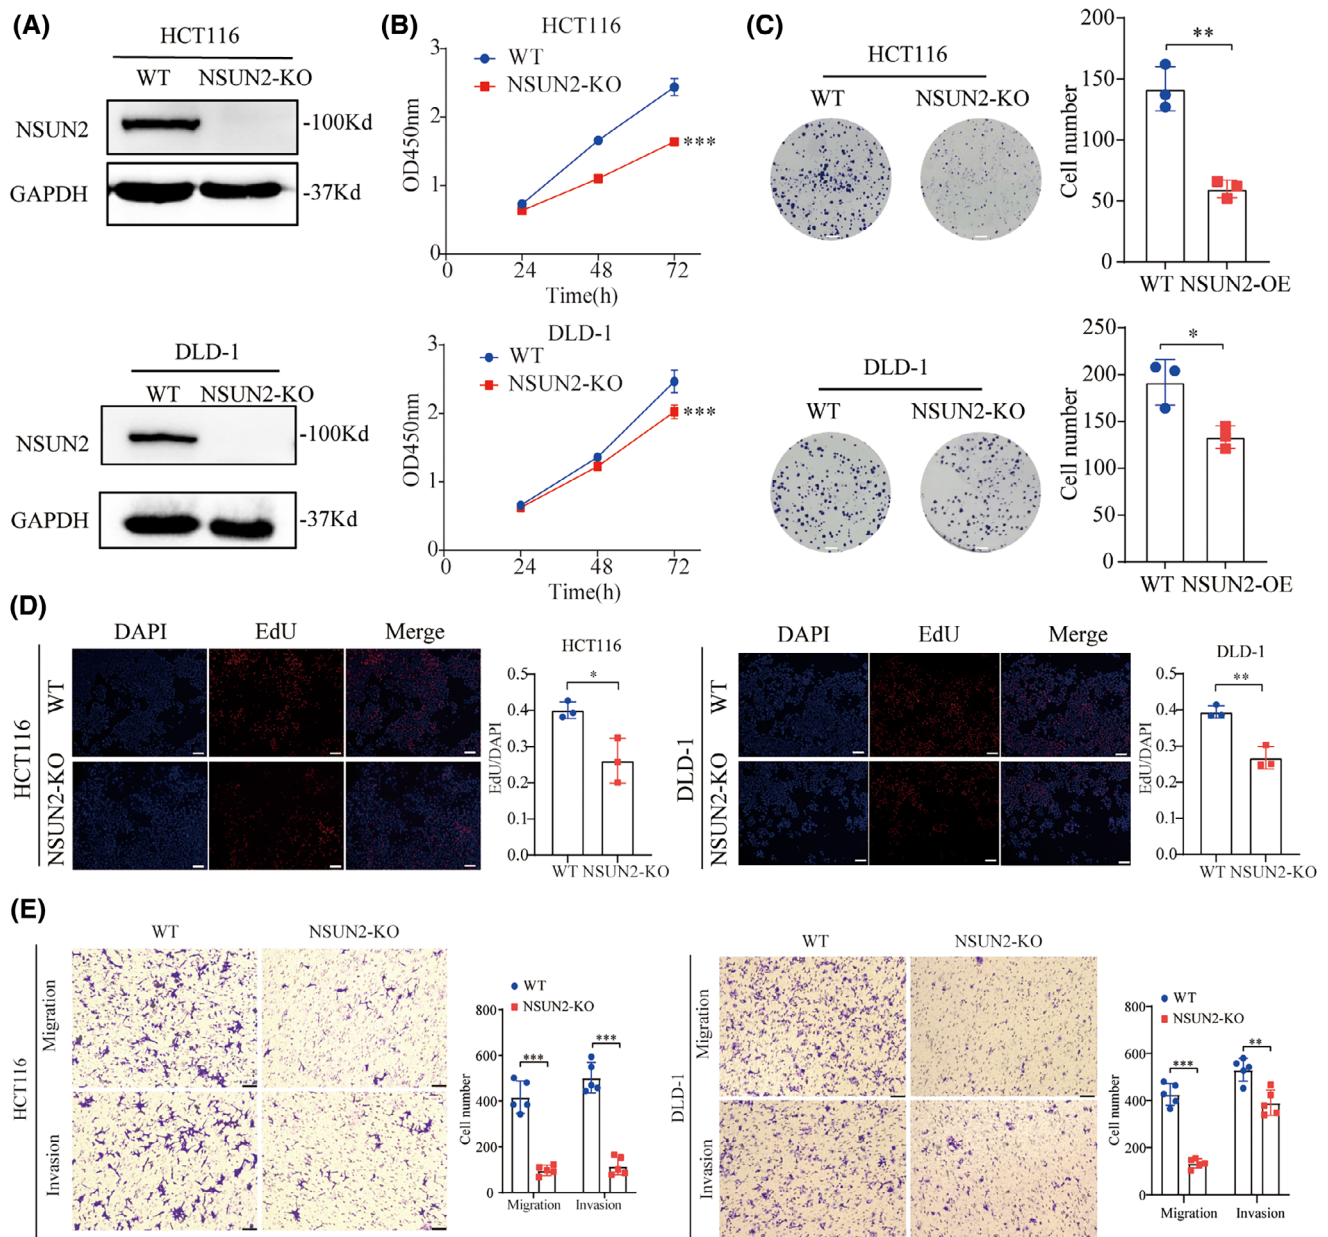 (A)
HCT116
WT NSUN2-KO
NSUN2
-100Kd
GAPDH
-37Kd
DLD-1
WT NSUN2-KO
NSUN2
-100Kd
GAPDH
-37Kd
(B)
HCT116
WT
NSUN2-KO
OD450nm
3
2
1
0
***
0 24 48 72
Time(h)
DLD-1
WT
NSUN2-KO
OD450nm
3
2
1
0
***
0 24 48 72
Time(h)
(C)
HCT116
WT NSUN2-KO
Cell number
200
150
100
50
0
**
WT NSUN2-OE
DLD-1
WT NSUN2-KO
Cell number
250
200
150
100
50
0
*
WT NSUN2-OE
(D)
HCT116
DAPI EdU Merge
WT
NSUN2-KO
HCT116
EdU/DAPI
0.5
0.4
0.3
0.2
0.1
0.0
*
WT NSUN2-KO
DLD-1
DAPI EdU Merge
WT
NSUN2-KO
DLD-1
EdU/DAPI
0.5
0.4
0.3
0.2
0.1
0.0
**
WT NSUN2-KO
(E)
HCT116
WT NSUN2-KO
Migration
Invasion
WT
NSUN2-KO
Cell number
800
600
400
200
0
*** ***
Migration Invasion
DLD-1
WT NSUN2-KO
Migration
Invasion
WT
NSUN2-KO
Cell number
800
600
400
200
0
*** **
Migration Invasion